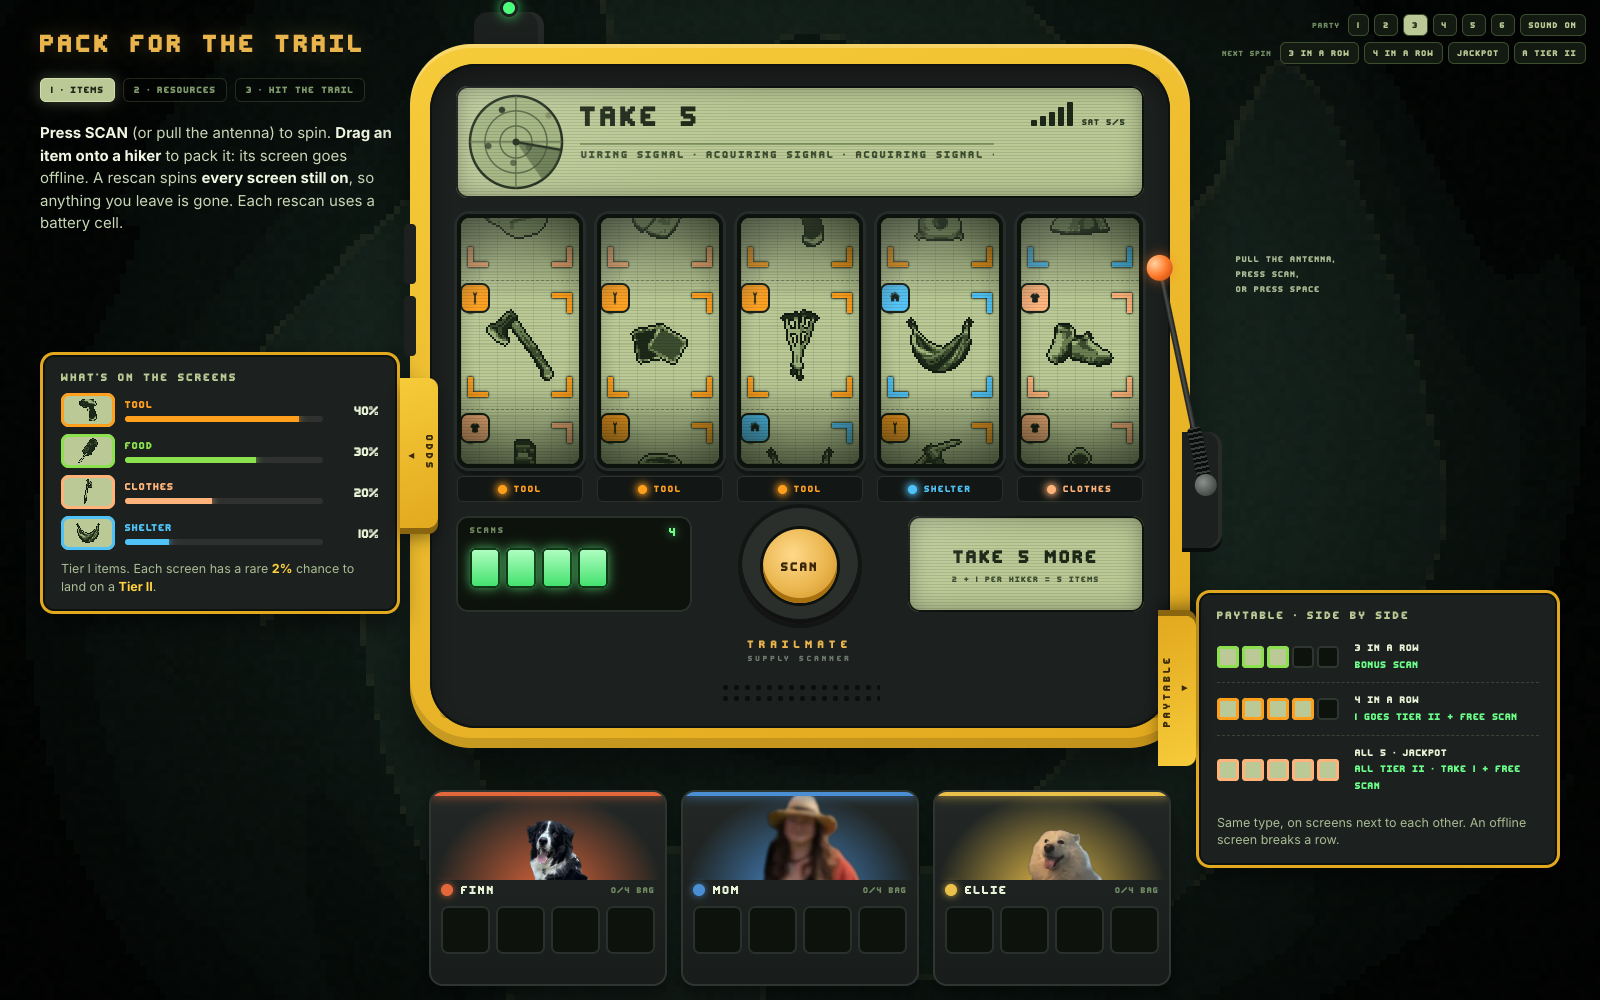 PACK FOR THE TRAIL
1 · ITEMS
2 · RESOURCES
3 · HIT THE TRAIL
Press SCAN (or pull the antenna) to spin. Drag an
item onto a hiker to pack it: its screen goes
offline. A rescan spins every screen still on, so
anything you leave is gone. Each rescan uses a
battery cell.
PARTY
1
2
3
4
5
6
SOUND ON
NEXT SPIN
3 IN A ROW
4 IN A ROW
JACKPOT
A TIER II
TAKE 5
SAT 5/5
UIRING SIGNAL · ACQUIRING SIGNAL · ACQUIRING SIGNAL ·
PULL THE ANTENNA,
PRESS SCAN,
OR PRESS SPACE
WHAT'S ON THE SCREENS
TOOL
40%
FOOD
30%
CLOTHES
20%
SHELTER
10%
Tier I items. Each screen has a rare 2% chance to
land on a Tier II.
◂ ODDS
TOOL
TOOL
TOOL
SHELTER
CLOTHES
SCANS
4
SCAN
TAKE 5 MORE
2 + 1 PER HIKER = 5 ITEMS
TRAILMATE
SUPPLY SCANNER
PAYTABLE ▸
PAYTABLE · SIDE BY SIDE
3 IN A ROW
BONUS SCAN
4 IN A ROW
1 GOES TIER II + FREE SCAN
ALL 5 · JACKPOT
ALL TIER II · TAKE 1 + FREE
SCAN
Same type, on screens next to each other. An offline
screen breaks a row.
FINN
0/4 BAG
MOM
0/4 BAG
ELLIE
0/4 BAG